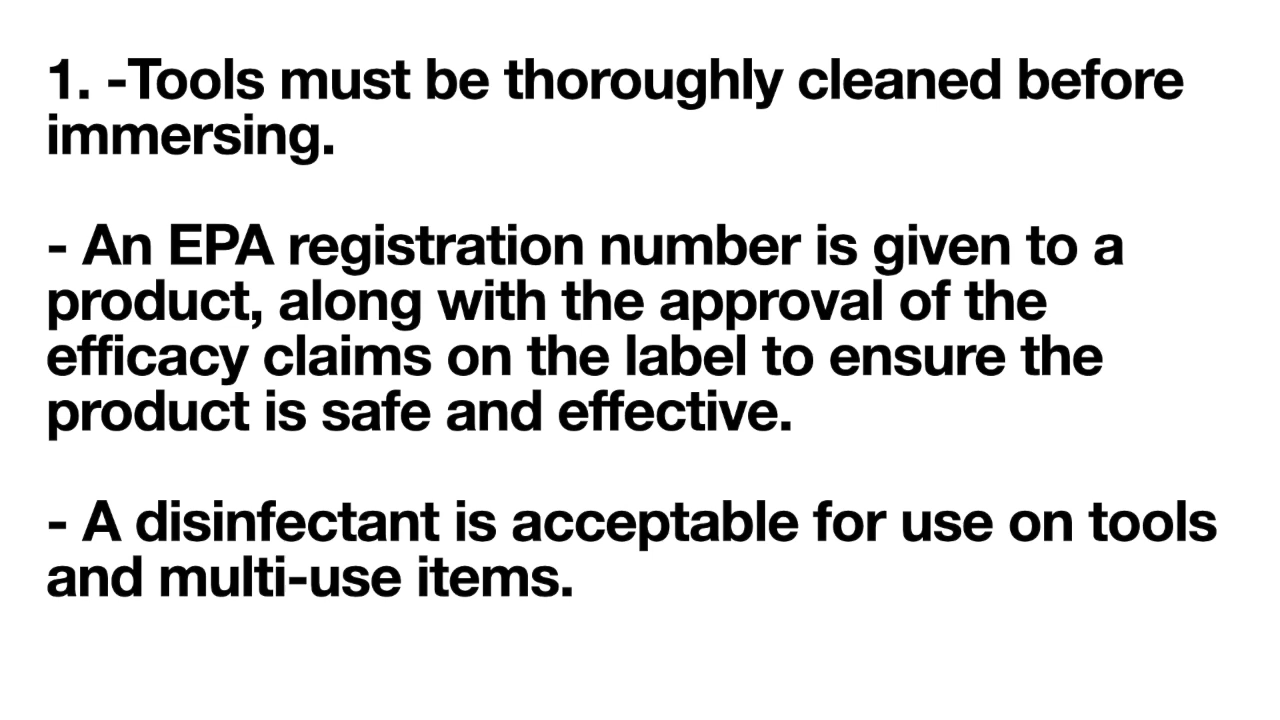 1. -Tools must be thoroughly cleaned before
immersing.
- An EPA registration number is given to a
product, along with the approval of the
efficacy claims on the label to ensure the
product is safe and effective.
- A disinfectant is acceptable for use on tools
and multi-use items.